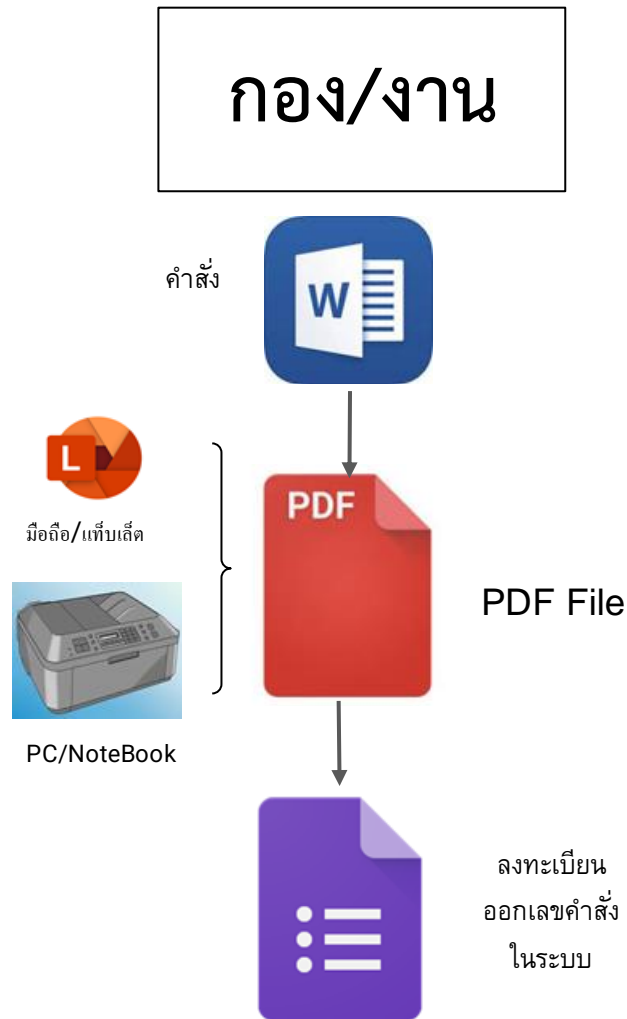 กอง/งาน
คำสั่ง
W
L
มือถือ/แท็บเล็ต
PDF
PDF File
PC/NoteBook
ลงทะเบียน
ออกเลขคำสั่ง
ในระบบ